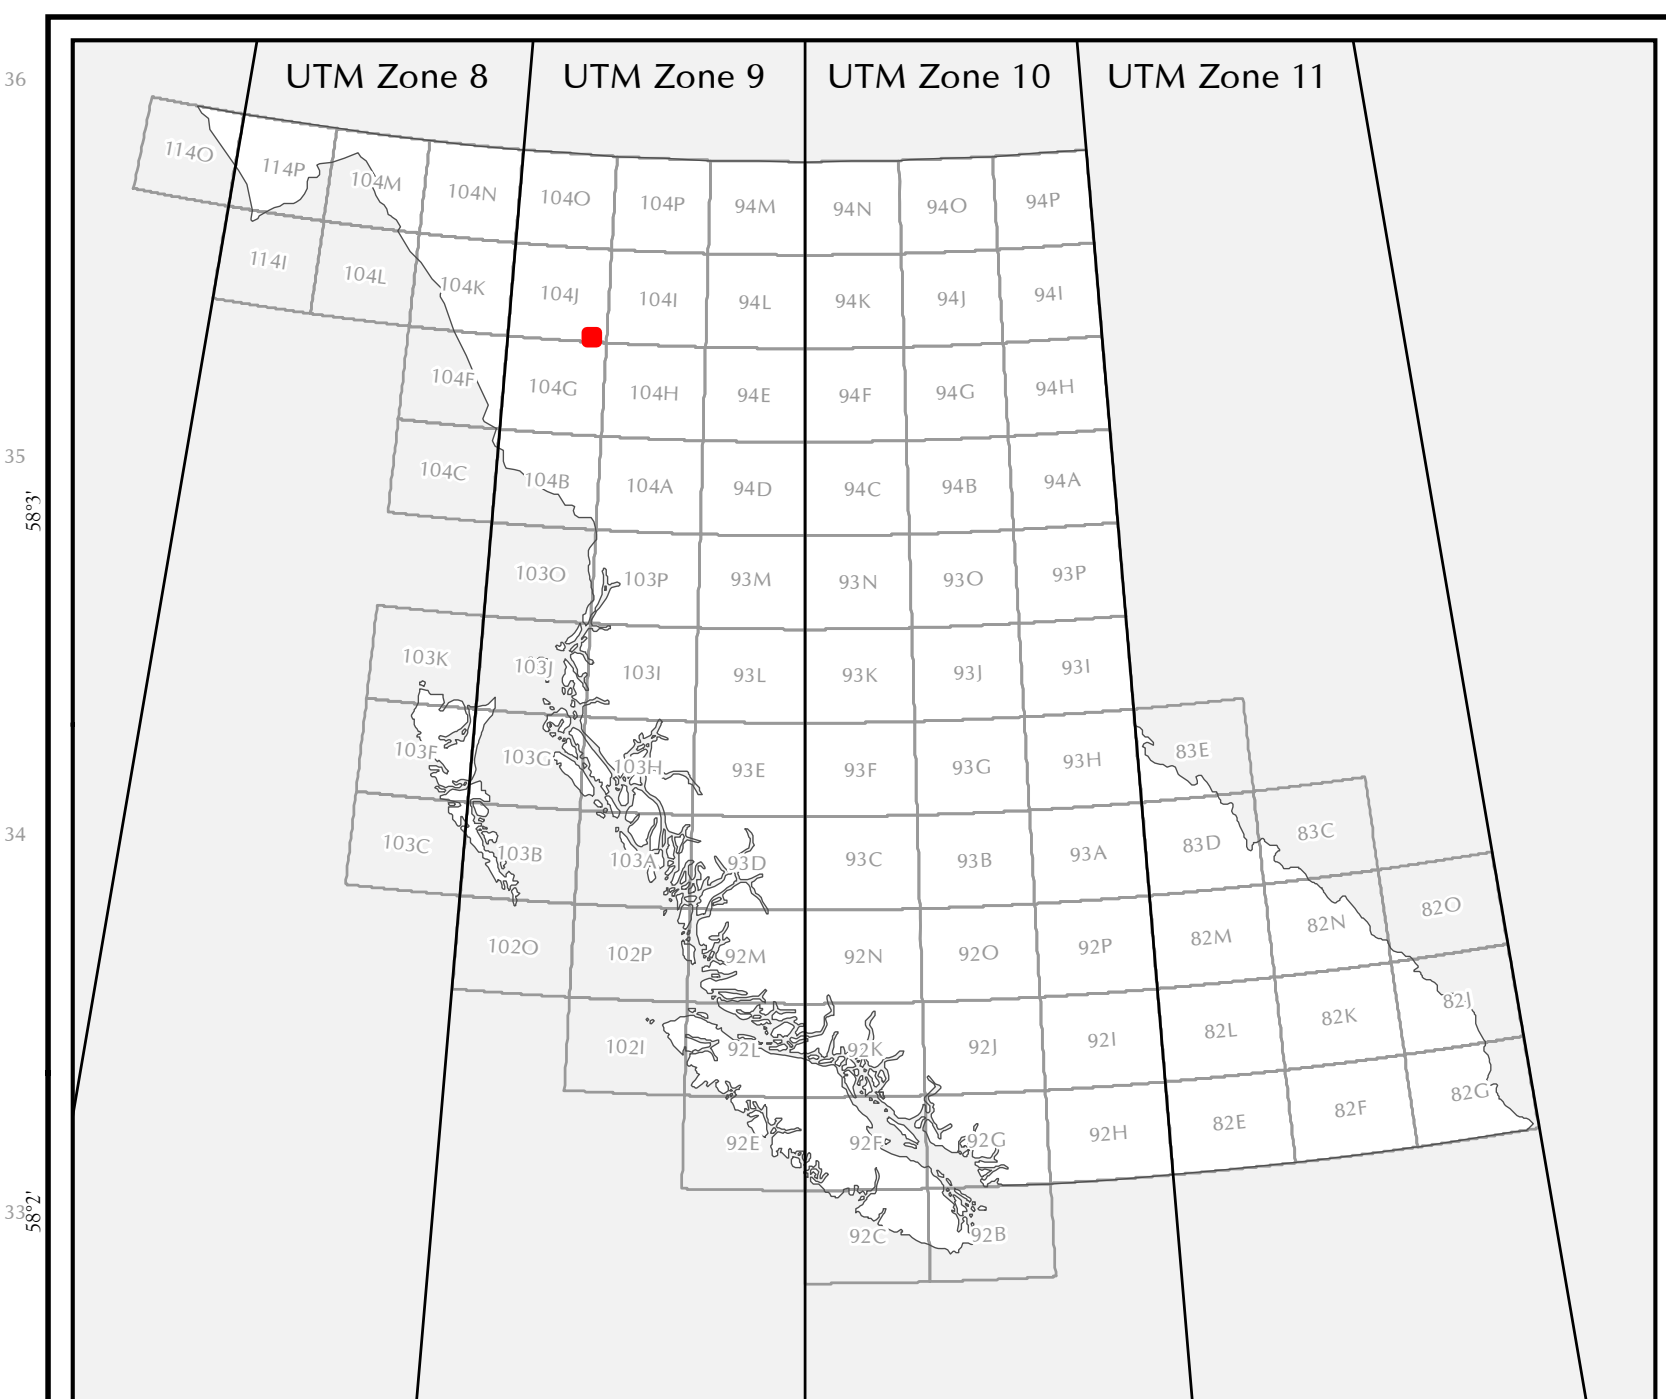 UTM Zone 8 UTM Zone 9 UTM Zone 10 UTM Zone 11
36
114O 114P 104M 104N 104O 104P 94M 94N 94O 94P
114I 104L 104K 104J 104I 94L 94K 94J 94I
104F 104G 104H 94E 94F 94G 94H
35
104C 104B 104A 94D 94C 94B 94A
58°3'
103O 103P 93M 93N 93O 93P
103K 103J 103I 93L 93K 93J 93I
103F 103G 103H 93E 93F 93G 93H 83E
34
103C 103B 103A 93D 93C 93B 93A 83D 83C
102O 102P 92M 92N 92O 92P 82M 82N 82O
102I 92L 92K 92J 92I 82L 82K 82J
92E 92F 92G 92H 82E 82F 82G
33
58°2'
92C 92B